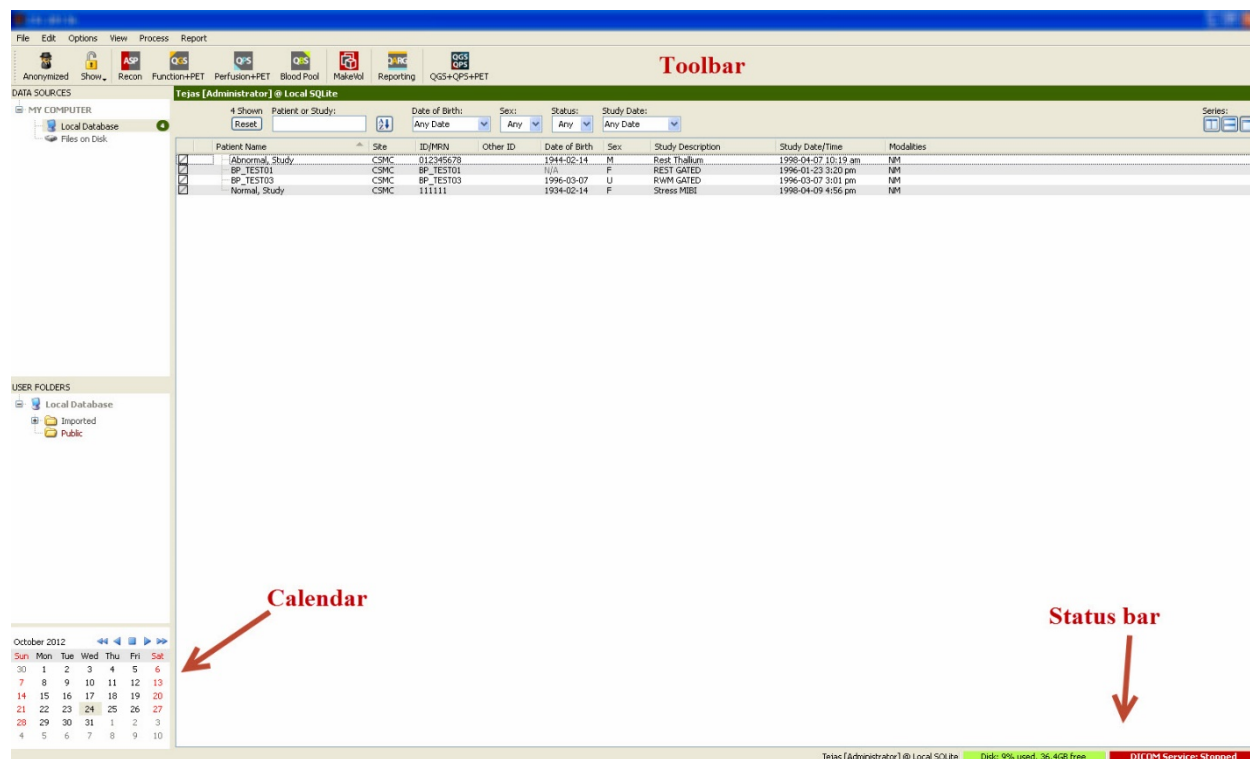 File Edit Options View Process Report
ASP QGS QPS QBS DARG QGS QPS
Anonymized Show Recon Function+PET Perfusion+PET Blood Pool MakeVol Reporting QGS+QPS+PET
Toolbar
DATA SOURCES
MY COMPUTER
Local Database 4
Files on Disk
Tejas [Administrator] @ Local SQLite
4 Shown Patient or Study: Date of Birth: Sex: Status: Study Date: Series:
Reset Any Date Any Any Any Date
Patient Name Site ID/MRN Other ID Date of Birth Sex Study Description Study Date/Time Modalities
Abnormal, Study CSMC 012345678 1944-02-14 M Rest Thallium 1998-04-07 10:19 am NM
BP_TEST01 CSMC BP_TEST01 N/A F REST GATED 1996-01-23 3:20 pm NM
BP_TEST03 CSMC BP_TEST03 1996-03-07 U RWM GATED 1996-03-07 3:01 pm NM
Normal, Study CSMC 111111 1934-02-14 F Stress MIBI 1998-04-09 4:56 pm NM
USER FOLDERS
Local Database
Imported
Public
Calendar
Status bar
October 2012
Sun Mon Tue Wed Thu Fri Sat
30 1 2 3 4 5 6
7 8 9 10 11 12 13
14 15 16 17 18 19 20
21 22 23 24 25 26 27
28 29 30 31 1 2 3
4 5 6 7 8 9 10
Tejas [Administrator] @ Local SQLite Disk: 9% used, 36.4GB free DICOM Service: Stopped